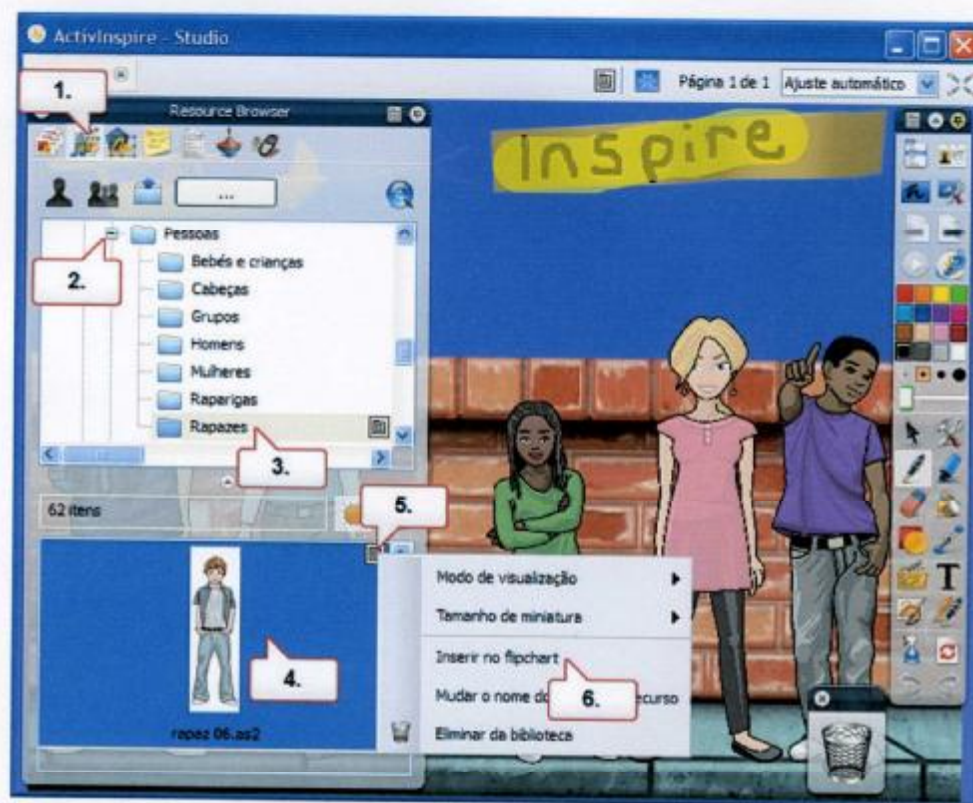 ActivInspire - Studio
1.
Página 1 de 1 Ajuste automático
Resource Browser
Inspire
...
2.
Pessoas
Bebés e crianças
Cabeças
Grupos
Homens
Mulheres
Raparigas
Rapazes
3.
62 itens
5.
4.
rapaz 06.as2
Modo de visualização
Tamanho de miniatura
Inserir no flipchart
6.
Mudar o nome do ecurso
Eliminar da biblioteca
T